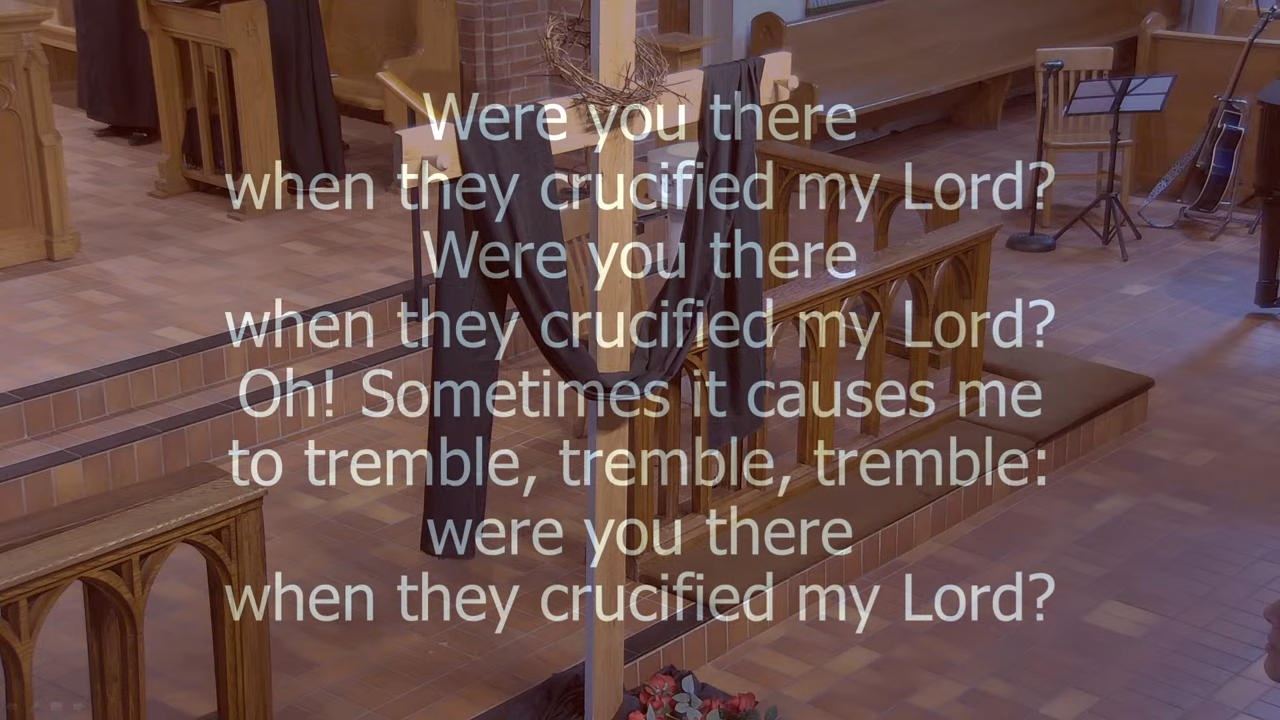 Were you there
when they crucified my Lord?
Were you there
when they crucified my Lord?
Oh! Sometimes it causes me
to tremble, tremble, tremble:
were you there
when they crucified my Lord?